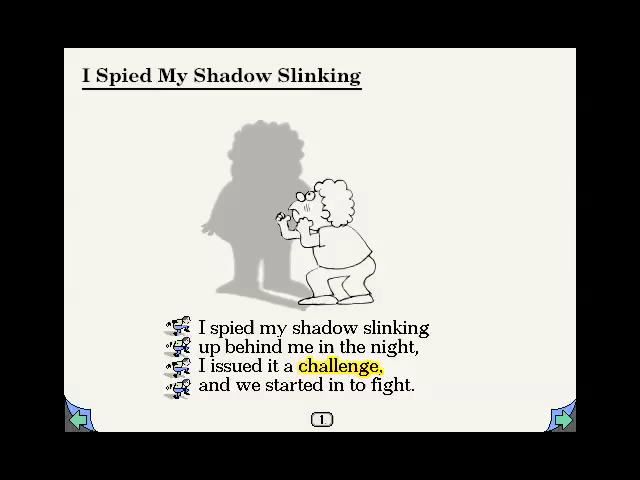 I Spied My Shadow Slinking
I spied my shadow slinking
up behind me in the night,
I issued it a challenge,
and we started in to fight.
1